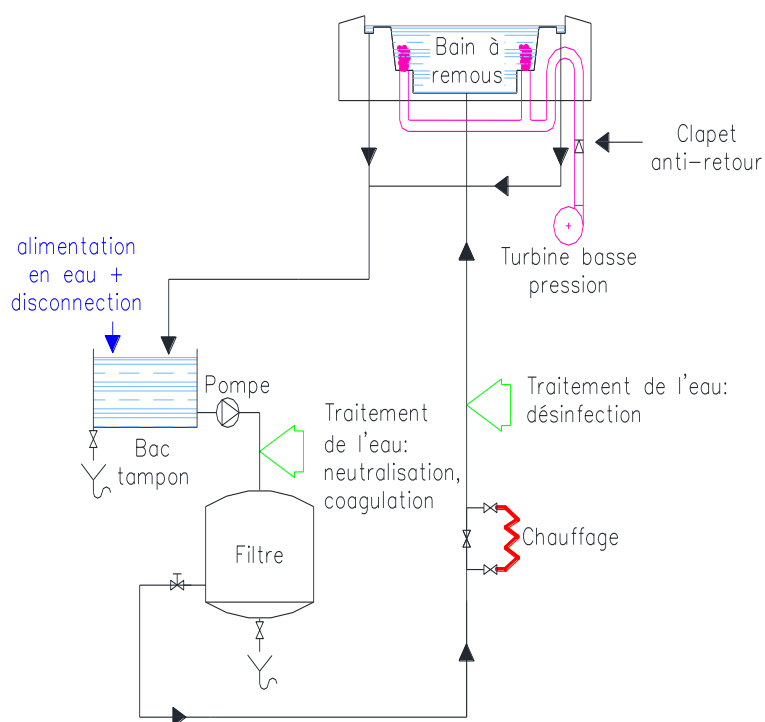 Bain à
remous
Clapet
anti-retour
Turbine basse
pression
alimentation
en eau +
disconnection
Pompe
Bac
tampon
Traitement
de l'eau:
neutralisation,
coagulation
Traitement de l'eau:
désinfection
Filtre
Chauffage